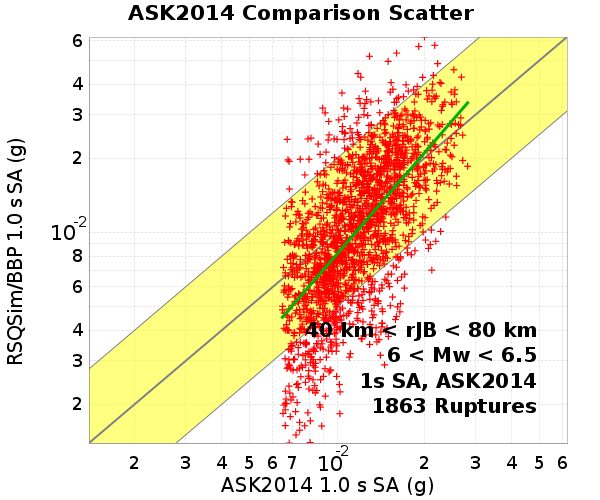 ASK2014 Comparison Scatter
RSQSim/BBP 1.0 s SA (g)
6
4
3
2
10-2
8
6
4
3
2
40 km < rJB < 80 km
6 < Mw < 6.5
1s SA, ASK2014
1863 Ruptures
2 3 4 5 6 7 10-2 2 3 4 5 6
ASK2014 1.0 s SA (g)